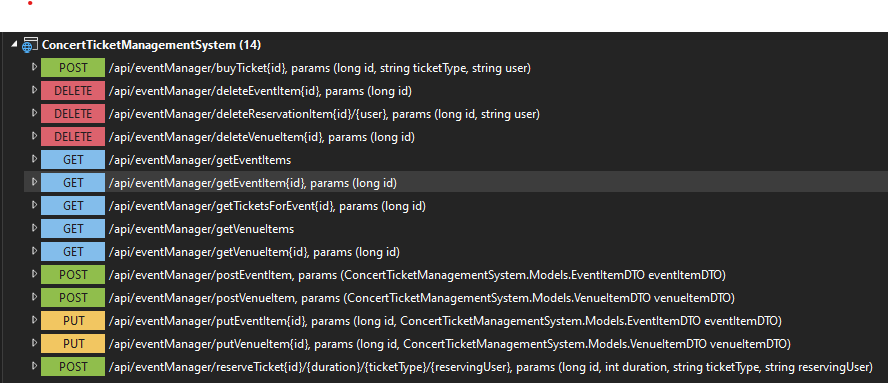 ConcertTicketManagementSystem (14)
POST /api/eventManager/buyTicket{id}, params (long id, string ticketType, string user)
DELETE /api/eventManager/deleteEventItem{id}, params (long id)
DELETE /api/eventManager/deleteReservationItem{id}/{user}, params (long id, string user)
DELETE /api/eventManager/deleteVenueItem{id}, params (long id)
GET /api/eventManager/getEventItems
GET /api/eventManager/getEventItem{id}, params (long id)
GET /api/eventManager/getTicketsForEvent{id}, params (long id)
GET /api/eventManager/getVenueItems
GET /api/eventManager/getVenueItem{id}, params (long id)
POST /api/eventManager/postEventItem, params (ConcertTicketManagementSystem.Models.EventItemDTO eventItemDTO)
POST /api/eventManager/postVenueItem, params (ConcertTicketManagementSystem.Models.VenueItemDTO venueItemDTO)
PUT /api/eventManager/putEventItem{id}, params (long id, ConcertTicketManagementSystem.Models.EventItemDTO eventItemDTO)
PUT /api/eventManager/putVenueItem{id}, params (long id, ConcertTicketManagementSystem.Models.VenueItemDTO venueItemDTO)
POST /api/eventManager/reserveTicket{id}/{duration}/{ticketType}/{reservingUser}, params (long id, int duration, string ticketType, string reservingUser)